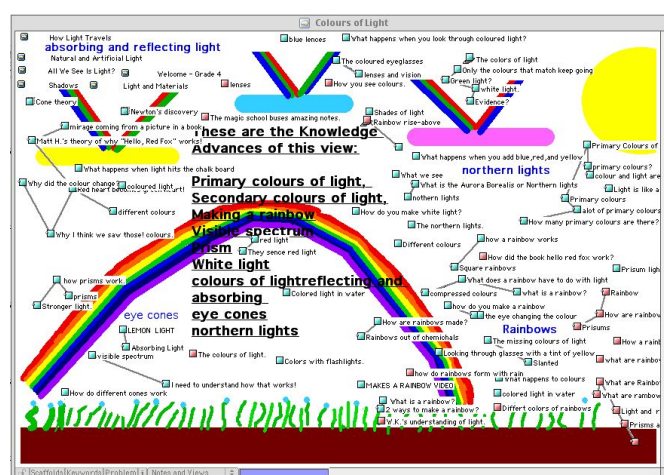 Colours of Light
How Light Travels
absorbing and reflecting light
Natural and Artificial Light
All We See Is Light?
Welcome - Grade 4
Shadows
Light and Materials
Cone theory
Newton's discovery
mirage coming from a picture in a book
Matt H.'s theory of why "Hello, Red Fox" works!
What happens when light hits the chalk board
Why did the colour change?
coloured light
different colours
Why I think we saw those! colours.
blue lences
What happens when you look through coloured light?
The coloured eyeglasses
lenses and vision
How you see colours.
lenses
The magic school buses amazing notes.
The colors of light
Only the colours that match keep going
Green light?
white light.
Evidence?
Shades of light
Rainbow rise-above
These are the Knowledge
Advances of this view:
Primary colours of light,
Secondary colours of light,
Making a rainbow
Visible spectrum
Prism
White light
colours of lightreflecting and
absorbing
eye cones
northern lights
red light
They sence red light
Colored light in water
What happens when you add blue,red,and yellow
northern lights
What we see
What is the Aurora Borealis or Northern lights
nothern lights
How do you make white light?
The northern lights.
Different colours
Primary Colours of
primary colours?
colour and light are
Light is like a
Primary colours
alot of primary colours
How many primary colours are there?
how a rainbow works
How did the book hello red fox work?
Square rainbows
Prisum ligh
What does a rainbow have to do with light
compressed colours
what is a rainbow?
Rainbow
how do you make a rainbow
the eye changing the colour
How are rainbow
Prisums
Rainbows
how prisms work.
prisms
Stronger light.
eye cones
LEMON LIGHT
Absorbing Light
visible spectrum
I need to understand how that works!
How do different cones work
The colours of light.
Colors with flashlights.
How are rainbows made?
Rainbows out of chemichals
The missing colours of light
How a rainb
Looking through glasses with a tint of yellow
Slanted
what are rainbow
how do rainbows form with rain
what happens to colours
What are Rainbo
MAKES A RAINBOW VIDEO
colored light in water
What are rambow
What is a rainbow?
2 ways to make a rainbow?
Differt colors of rainbows
Light and r
W.K.'s understanding of light.
Prisms a
Scaffolds
Keywords
Problem
Notes and Views